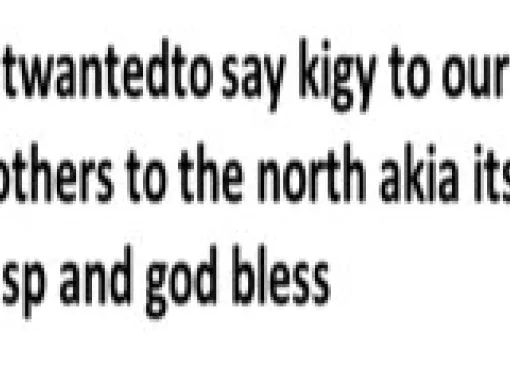 twantedto say kigy to our
others to the north akia its
sp and god bless